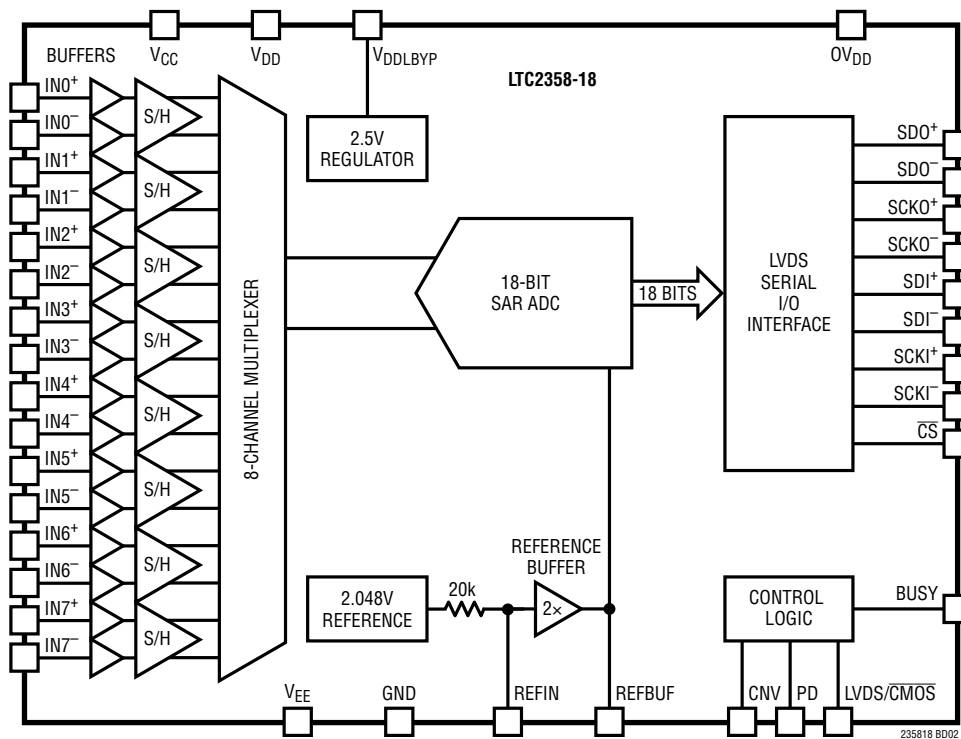 BUFFERS
V_CC
V_DD
V_DDLBYP
OV_DD
LTC2358-18
IN0⁺
IN0⁻
IN1⁺
IN1⁻
IN2⁺
IN2⁻
IN3⁺
IN3⁻
IN4⁺
IN4⁻
IN5⁺
IN5⁻
IN6⁺
IN6⁻
IN7⁺
IN7⁻
S/H
S/H
S/H
S/H
S/H
S/H
S/H
S/H
8-CHANNEL MULTIPLEXER
2.5V
REGULATOR
18-BIT
SAR ADC
18 BITS
LVDS
SERIAL
I/O
INTERFACE
SDO⁺
SDO⁻
SCKO⁺
SCKO⁻
SDI⁺
SDI⁻
SCKI⁺
SCKI⁻
C̅S̅
2.048V
REFERENCE
20k
REFERENCE
BUFFER
2×
CONTROL
LOGIC
BUSY
V_EE
GND
REFIN
REFBUF
CNV
PD
LVDS/C̅M̅O̅S̅
235818 BD02